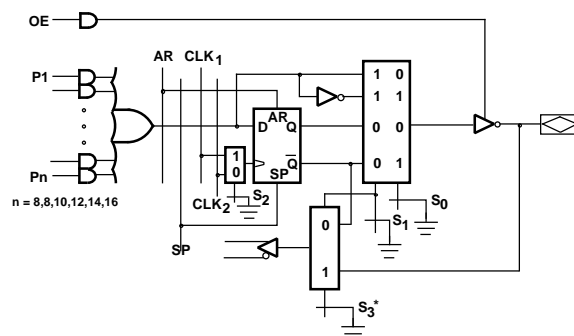 OE
AR CLK1
P1
1 0
1 1
AR
D Q
0 0
1
0
Q̅
0 1
SP
Pn
S2
S0
n = 8,8,10,12,14,16
CLK2
S1
0
SP
1
S3*